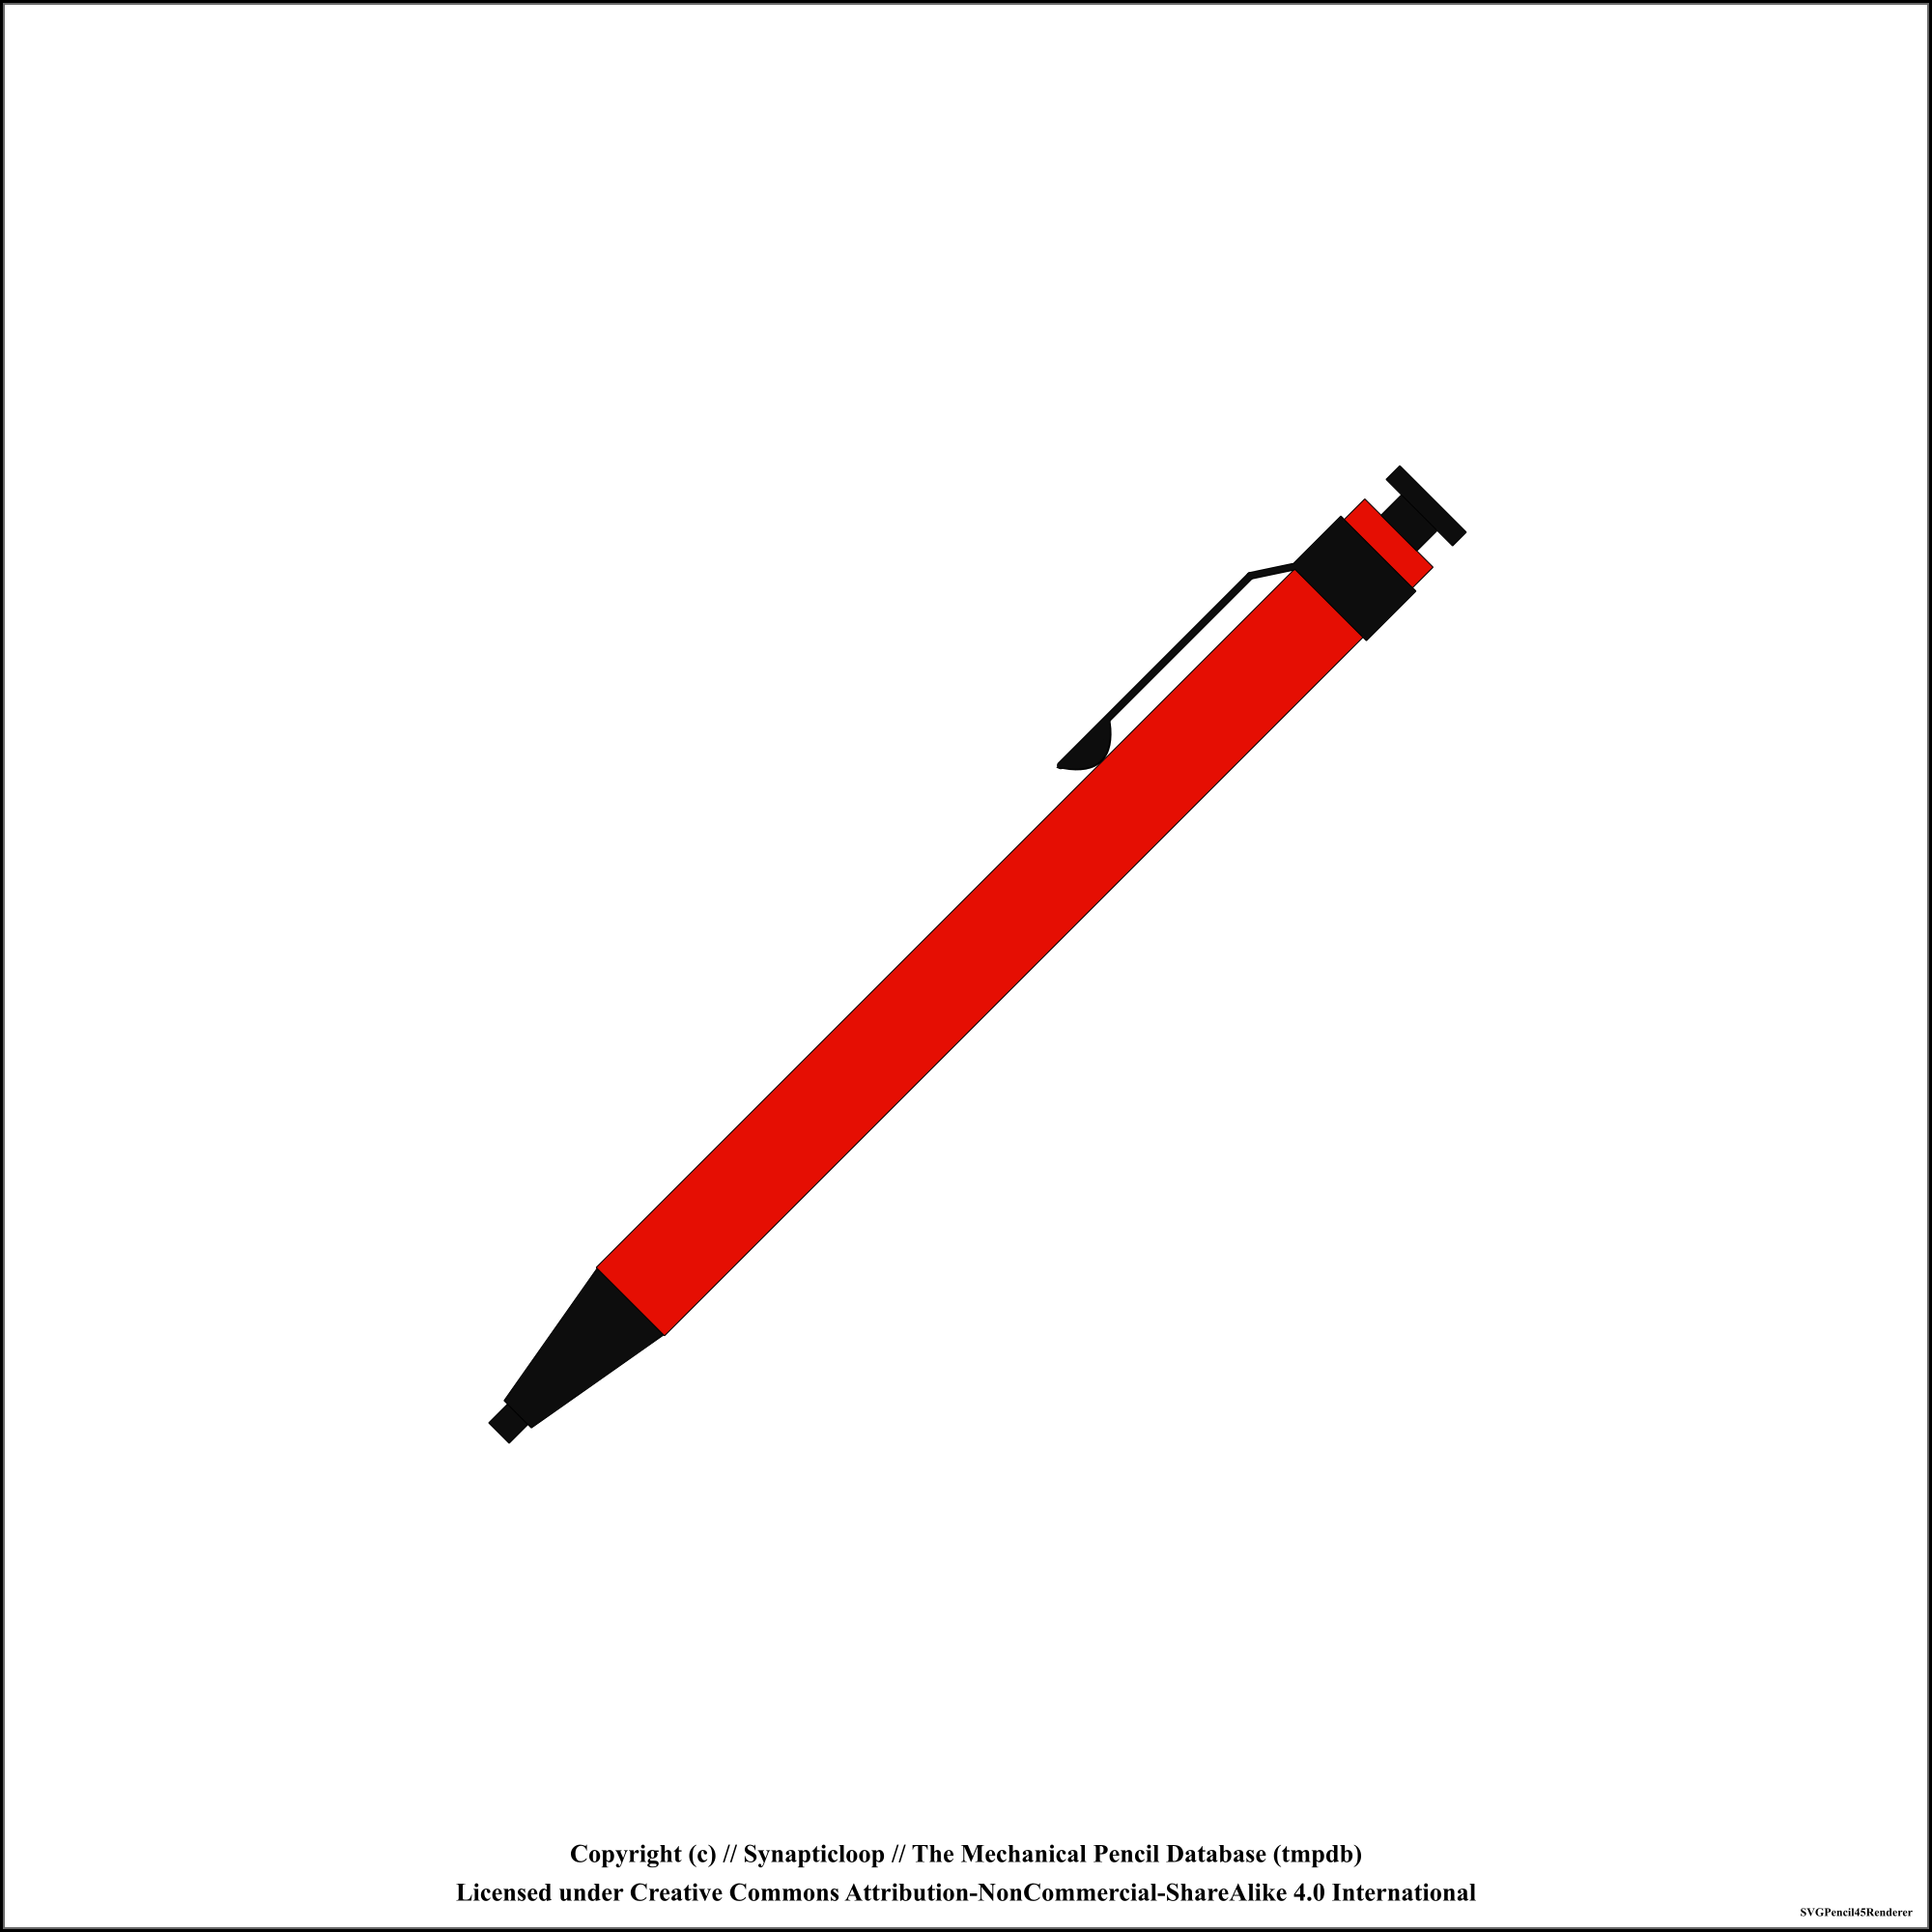 Copyright (c) // Synapticloop // The Mechanical Pencil Database (tmpdb)
Licensed under Creative Commons Attribution-NonCommercial-ShareAlike 4.0 International
SVGPencil45Renderer